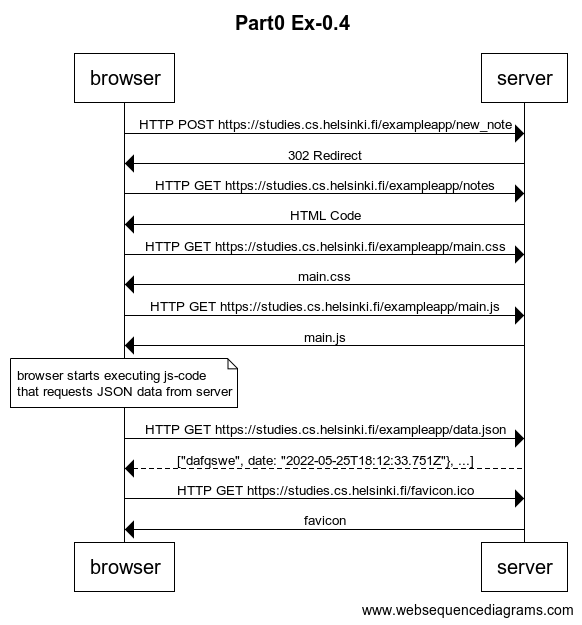 Part0 Ex-0.4
browser
server
HTTP POST https://studies.cs.helsinki.fi/exampleapp/new_note
302 Redirect
HTTP GET https://studies.cs.helsinki.fi/exampleapp/notes
HTML Code
HTTP GET https://studies.cs.helsinki.fi/exampleapp/main.css
main.css
HTTP GET https://studies.cs.helsinki.fi/exampleapp/main.js
main.js
browser starts executing js-code
that requests JSON data from server
HTTP GET https://studies.cs.helsinki.fi/exampleapp/data.json
["dafqswe", date: "2022-05-25T18:12:33.751Z"}, ...]
HTTP GET https://studies.cs.helsinki.fi/favicon.ico
favicon
browser
server
www.websequencediagrams.com